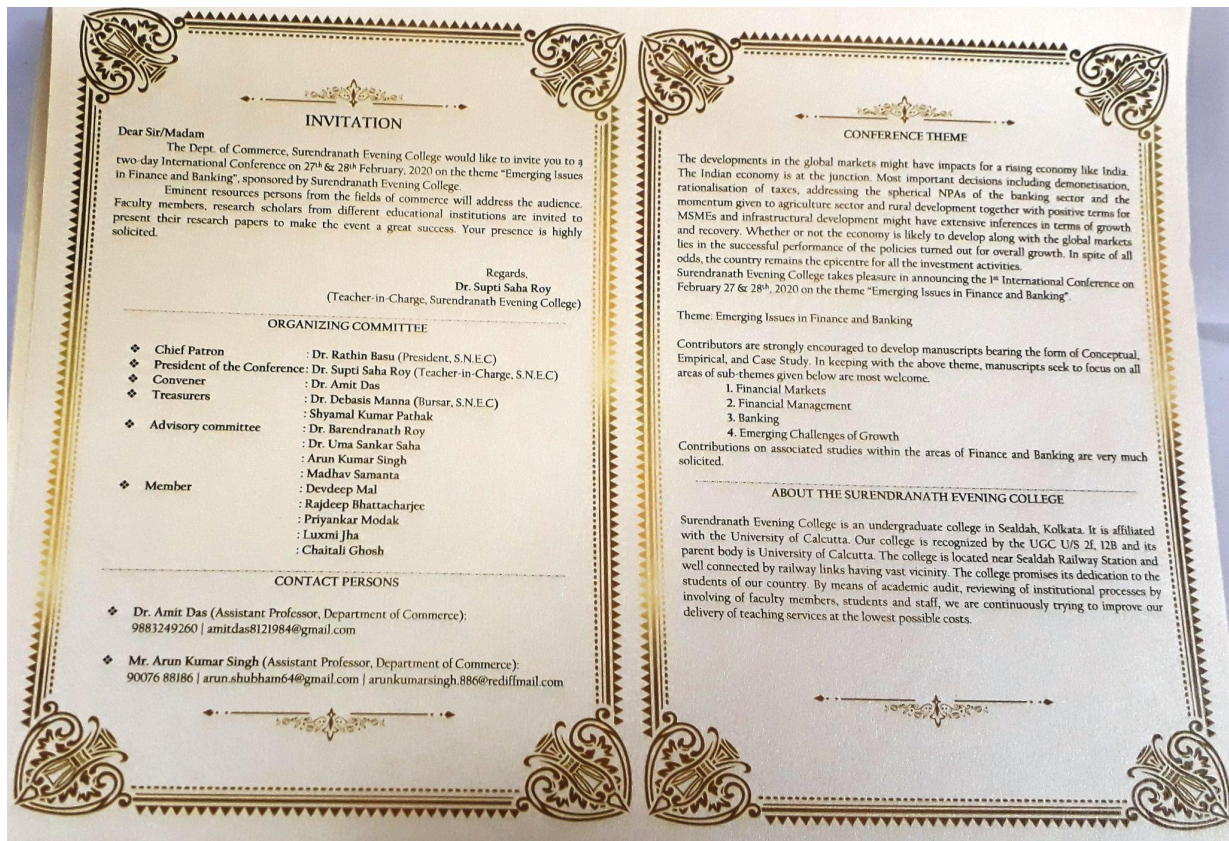 INVITATION
Dear Sir/Madam
The Dept. of Commerce, Surendranath Evening College would like to invite you to a
two-day International Conference on 27th & 28th February, 2020 on the theme "Emerging Issues
in Finance and Banking", sponsored by Surendranath Evening College.
Eminent resources persons from the fields of commerce will address the audience.
Faculty members, research scholars from different educational institutions are invited to
present their research papers to make the event a great success. Your presence is highly
solicited.
Regards,
Dr. Supti Saha Roy
(Teacher-in-Charge, Surendranath Evening College)
ORGANIZING COMMITTEE
❖ Chief Patron : Dr. Rathin Basu (President, S.N.E.C)
❖ President of the Conference: Dr. Supti Saha Roy (Teacher-in-Charge, S.N.E.C)
❖ Convener : Dr. Amit Das
❖ Treasurers : Dr. Debasis Manna (Bursar, S.N.E.C)
: Shyamal Kumar Pathak
❖ Advisory committee : Dr. Barendranath Roy
: Dr. Uma Sankar Saha
: Arun Kumar Singh
: Madhav Samanta
❖ Member : Devdeep Mal
: Rajdeep Bhattacharjee
: Priyankar Modak
: Luxmi Jha
: Chaitali Ghosh
CONTACT PERSONS
❖ Dr. Amit Das (Assistant Professor, Department of Commerce):
9883249260 | amitdas8121984@gmail.com
❖ Mr. Arun Kumar Singh (Assistant Professor, Department of Commerce):
90076 88186 | arun.shubham64@gmail.com | arunkumarsingh.886@rediffmail.com
CONFERENCE THEME
The developments in the global markets might have impacts for a rising economy like India.
The Indian economy is at the junction. Most important decisions including demonetisation,
rationalisation of taxes, addressing the spherical NPAs of the banking sector and the
momentum given to agriculture sector and rural development together with positive terms for
MSMEs and infrastructural development might have extensive inferences in terms of growth
and recovery. Whether or not the economy is likely to develop along with the global markets
lies in the successful performance of the policies turned out for overall growth. In spite of all
odds, the country remains the epicentre for all the investment activities.
Surendranath Evening College takes pleasure in announcing the 1st International Conference on
February 27 & 28th, 2020 on the theme "Emerging Issues in Finance and Banking".
Theme: Emerging Issues in Finance and Banking
Contributors are strongly encouraged to develop manuscripts bearing the form of Conceptual,
Empirical, and Case Study. In keeping with the above theme, manuscripts seek to focus on all
areas of sub-themes given below are most welcome.
1. Financial Markets
2. Financial Management
3. Banking
4. Emerging Challenges of Growth
Contributions on associated studies within the areas of Finance and Banking are very much
solicited.
ABOUT THE SURENDRANATH EVENING COLLEGE
Surendranath Evening College is an undergraduate college in Sealdah, Kolkata. It is affiliated
with the University of Calcutta. Our college is recognized by the UGC U/S 2f, 12B and its
parent body is University of Calcutta. The college is located near Sealdah Railway Station and
well connected by railway links having vast vicinity. The college promises its dedication to the
students of our country. By means of academic audit, reviewing of institutional processes by
involving of faculty members, students and staff, we are continuously trying to improve our
delivery of teaching services at the lowest possible costs.